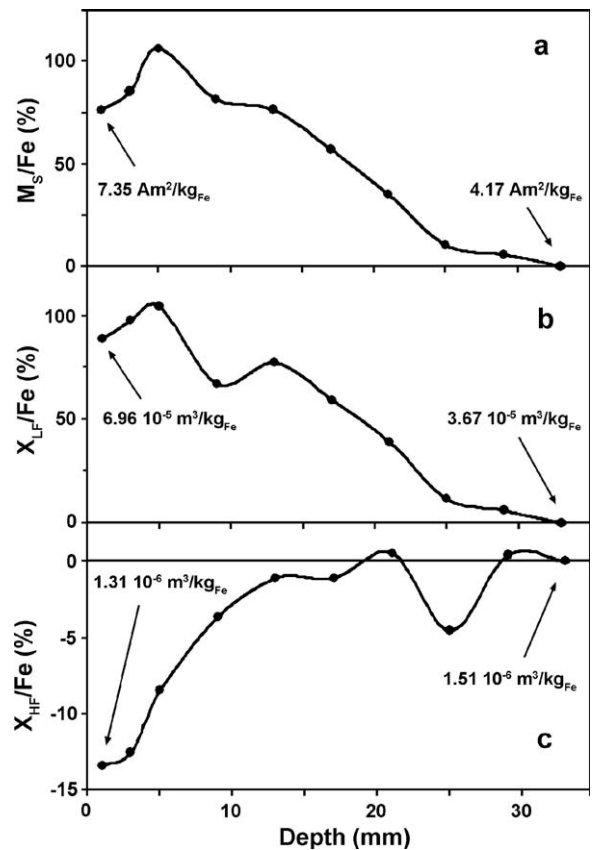 a
100
50
0
M_S/Fe (%)
7.35 Am²/kg_Fe
4.17 Am²/kg_Fe
b
100
50
0
X_LF/Fe (%)
6.96 10⁻⁵ m³/kg_Fe
3.67 10⁻⁵ m³/kg_Fe
0
-5
-10
-15
X_HF/Fe (%)
1.31 10⁻⁶ m³/kg_Fe
1.51 10⁻⁶ m³/kg_Fe
c
0 10 20 30
Depth (mm)